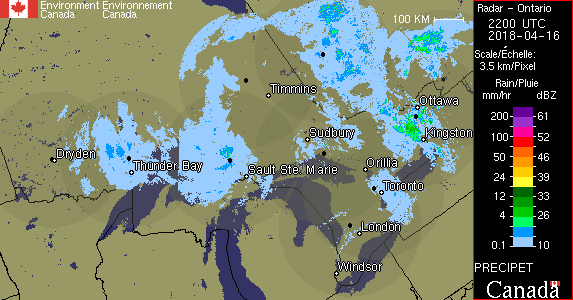 Environment Environnement
Canada Canada
100 KM
Timmins
Ottawa
Sudbury
Kingston
Dryden
Thunder Bay
Sault Ste. Marie
Orillia
Toronto
London
Windsor
Radar - Ontario
2200 UTC
2018-04-16
Scale/Échelle:
3.5 km/Pixel
Rain/Pluie
mm/hr dBZ
200 61
100 52
50 46
24 39
12 33
4 26
0.1 10
PRECIPET
Canada